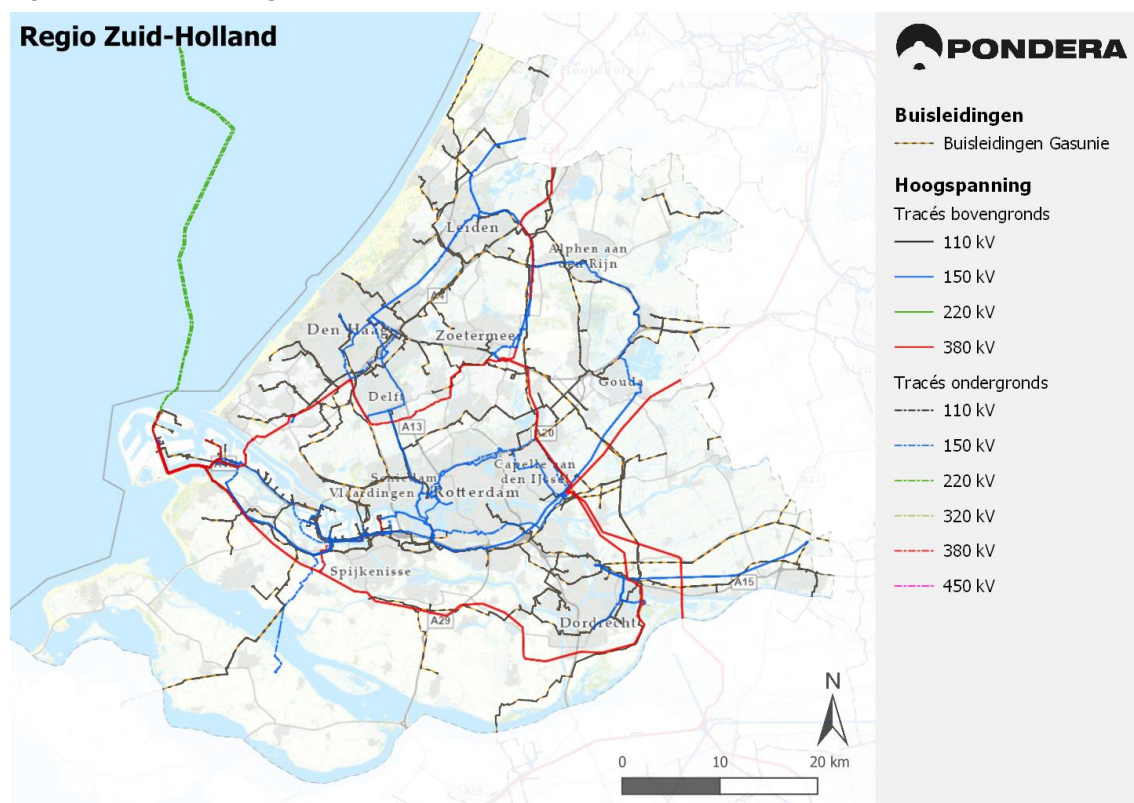 Regio Zuid-Holland
Leiden
Alphen aan
den Rijn
A4
Den Haag
Zoetermeer
Gouda
Delft
A13
A20
Schiedam
Capelle aan
den IJssel
Vlaardingen
Rotterdam
Spijkenisse
A15
A29
Dordrecht
N
0 10 20 km
PONDERA
Buisleidingen
Buisleidingen Gasunie
Hoogspanning
Tracés bovengronds
110 kV
150 kV
220 kV
380 kV
Tracés ondergronds
110 kV
150 kV
220 kV
320 kV
380 kV
450 kV